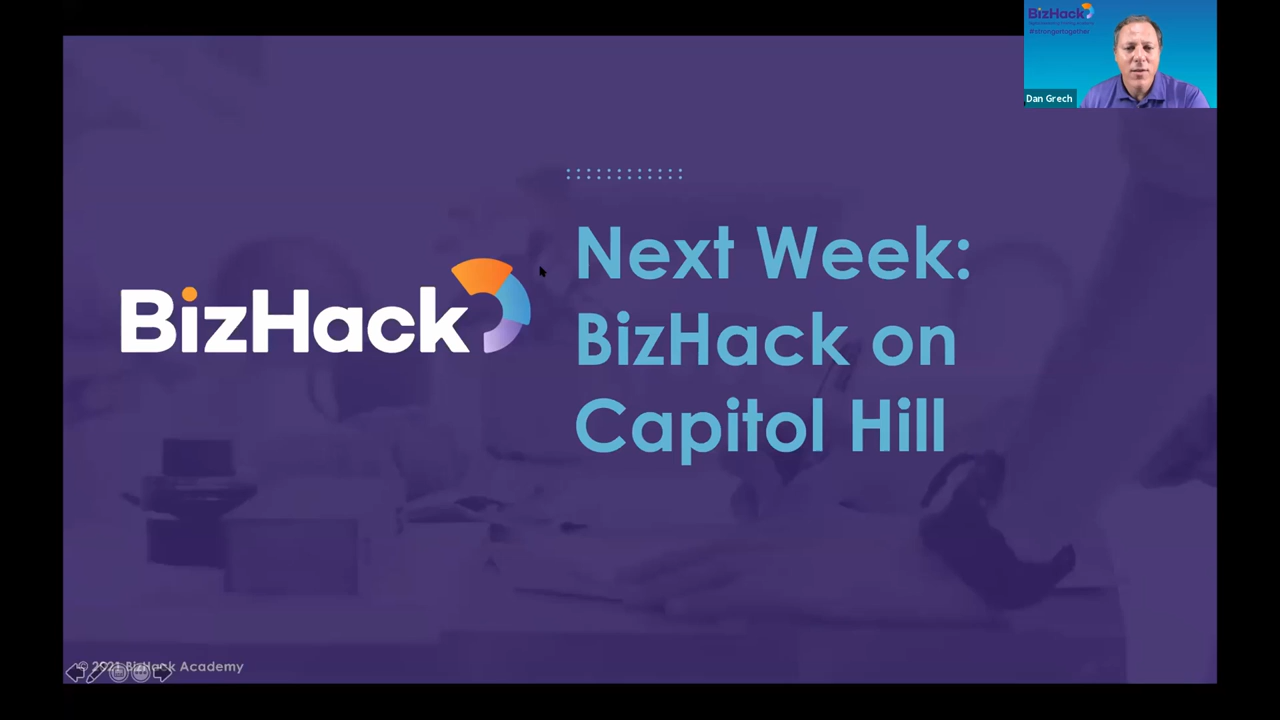 BizHack
#strongertogether
Dan Grech
Next Week:
BizHack on
Capitol Hill
BizHack
© 2021 BizHack Academy